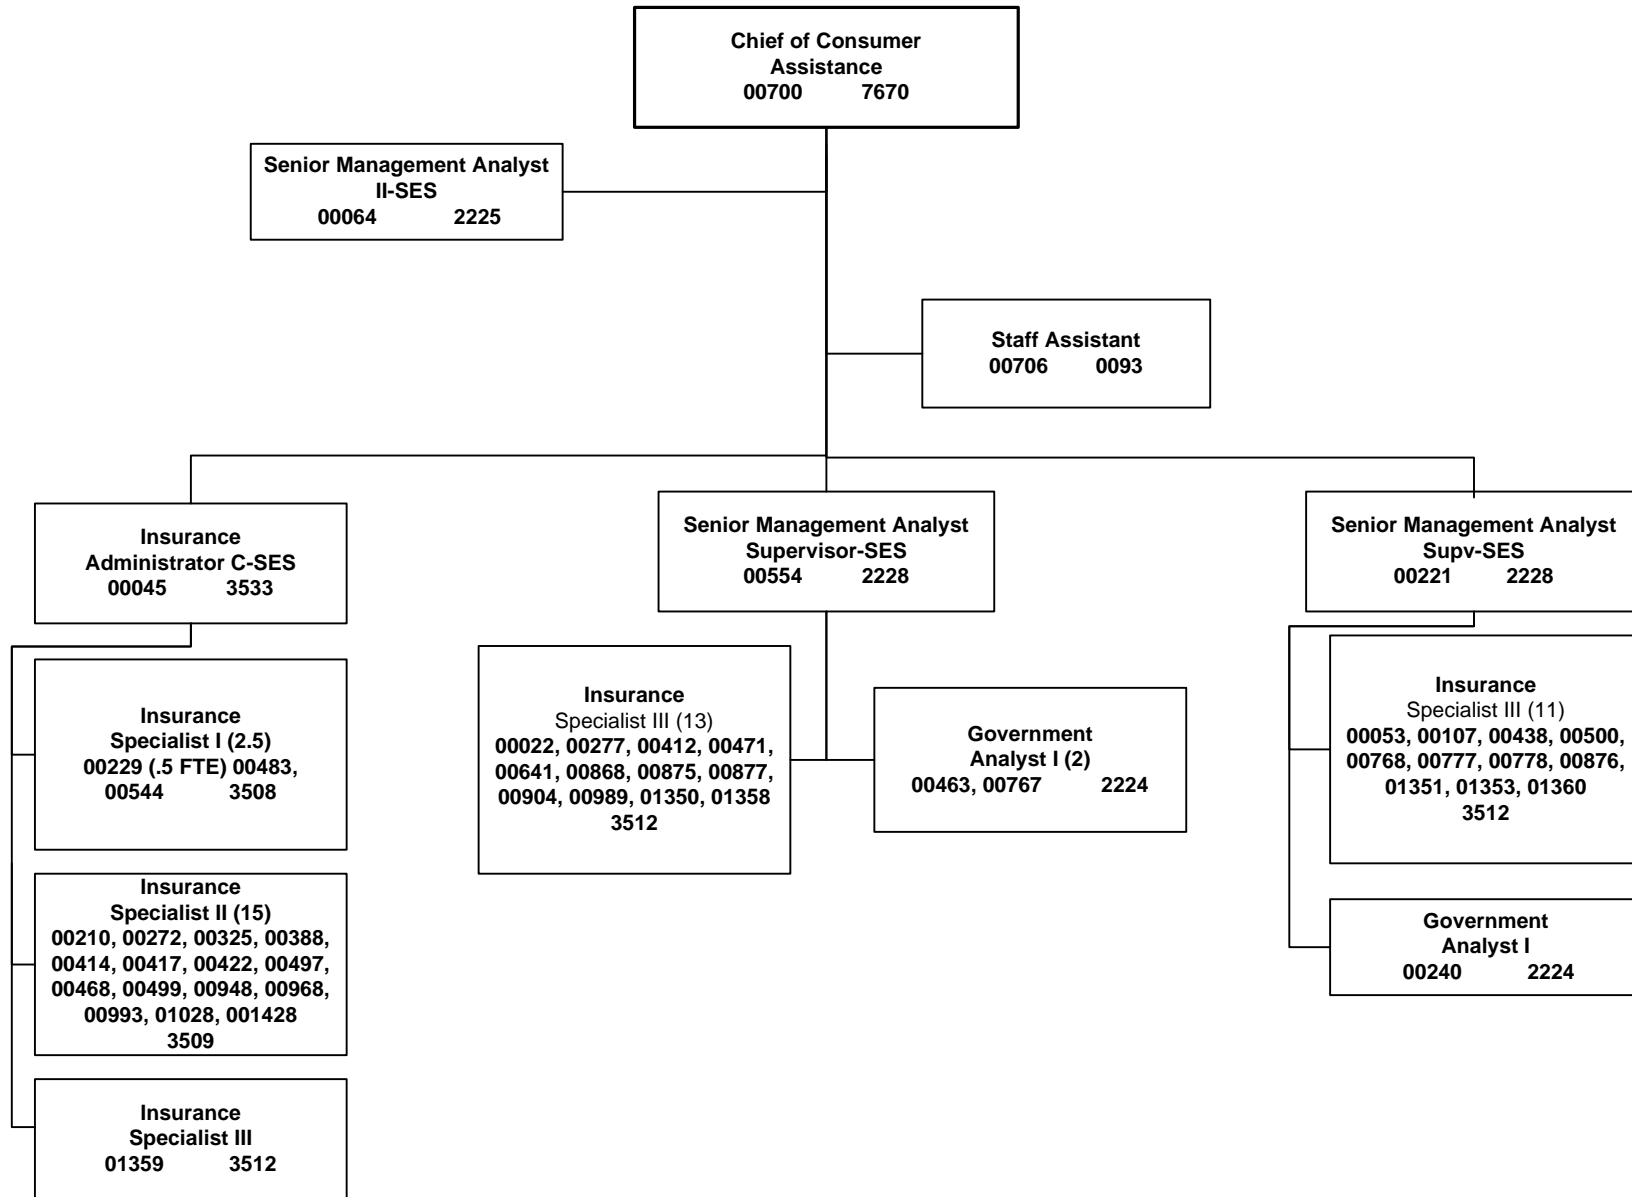 Chief of Consumer
Assistance
00700 7670
Senior Management Analyst
II-SES
00064 2225
Staff Assistant
00706 0093
Insurance
Administrator C-SES
00045 3533
Senior Management Analyst
Supervisor-SES
00554 2228
Senior Management Analyst
Supv-SES
00221 2228
Insurance
Specialist I (2.5)
00229 (.5 FTE) 00483,
00544 3508
Insurance
Specialist II (15)
00210, 00272, 00325, 00388,
00414, 00417, 00422, 00497,
00468, 00499, 00948, 00968,
00993, 01028, 001428
3509
Insurance
Specialist III
01359 3512
Insurance
Specialist III (13)
00022, 00277, 00412, 00471,
00641, 00868, 00875, 00877,
00904, 00989, 01350, 01358
3512
Government
Analyst I (2)
00463, 00767 2224
Insurance
Specialist III (11)
00053, 00107, 00438, 00500,
00768, 00777, 00778, 00876,
01351, 01353, 01360
3512
Government
Analyst I
00240 2224